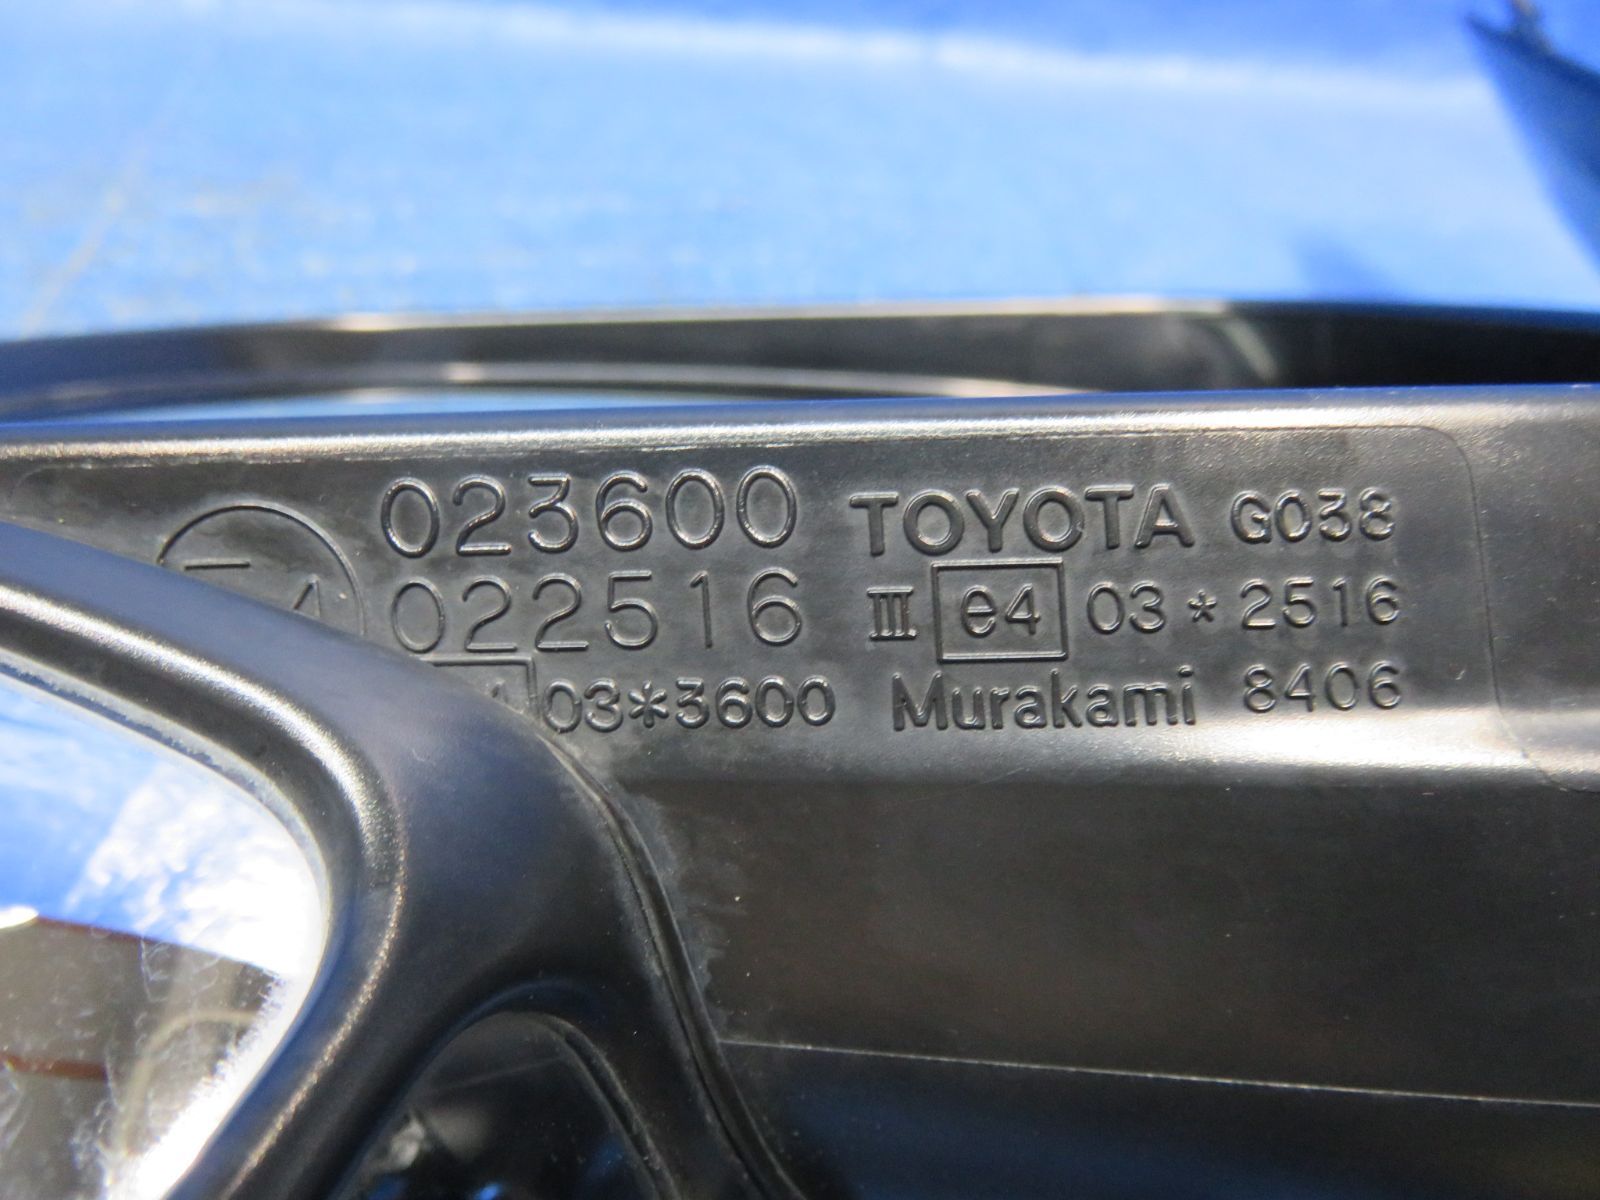 023600 TOYOTA G038
022516 III. e4 03*2516
03*3600 Murakami 8406